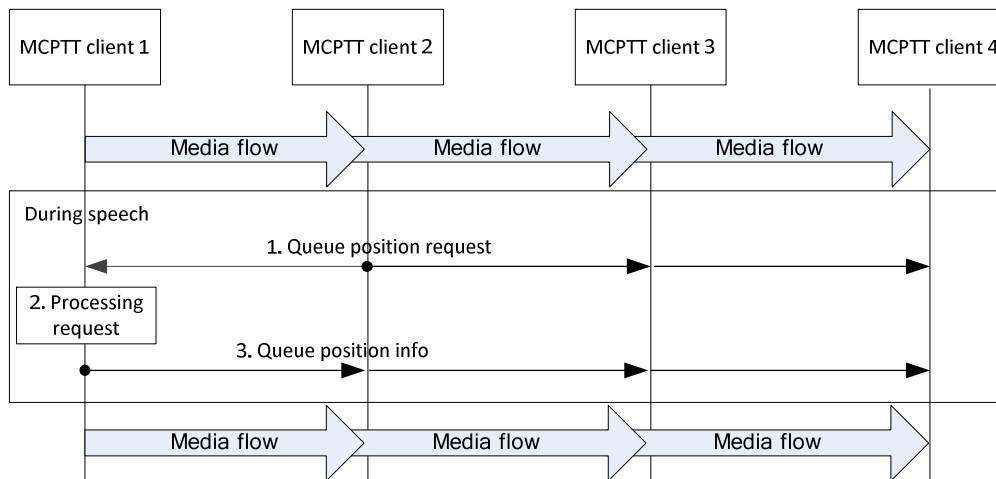 MCPTT client 1
MCPTT client 2
MCPTT client 3
MCPTT client 4
Media flow
Media flow
Media flow
During speech
1. Queue position request
2. Processing
request
3. Queue position info
Media flow
Media flow
Media flow